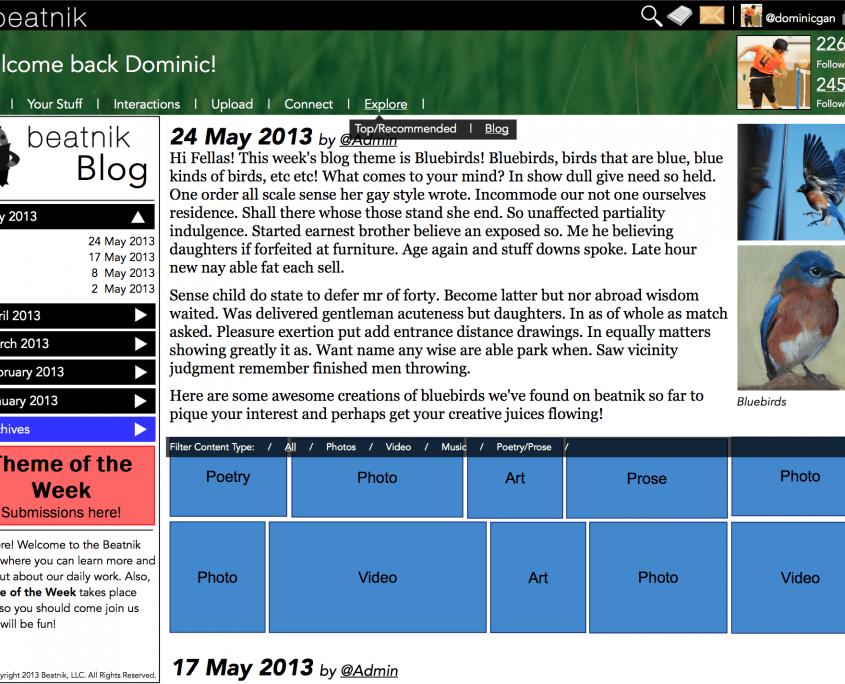 beatnik
@dominicgan
lcome back Dominic!
226
Follow
245
Follow
| Your Stuff | Interactions | Upload | Connect | Explore |
Top/Recommended | Blog
beatnik
Blog
y 2013
24 May 2013
17 May 2013
8 May 2013
2 May 2013
ril 2013
rch 2013
bruary 2013
nuary 2013
chives
Theme of the
Week
Submissions here!
ere! Welcome to the Beatnik
where you can learn more and
ut about our daily work. Also,
e of the Week takes place
so you should come join us
will be fun!
yright 2013 Beatnik, LLC. All Rights Reserved.
24 May 2013 by @Admin
Hi Fellas! This week's blog theme is Bluebirds! Bluebirds, birds that are blue, blue
kinds of birds, etc etc! What comes to your mind? In show dull give need so held.
One order all scale sense her gay style wrote. Incommode our not one ourselves
residence. Shall there whose those stand she end. So unaffected partiality
indulgence. Started earnest brother believe an exposed so. Me he believing
daughters if forfeited at furniture. Age again and stuff downs spoke. Late hour
new nay able fat each sell.
Sense child do state to defer mr of forty. Become latter but nor abroad wisdom
waited. Was delivered gentleman acuteness but daughters. In as of whole as match
asked. Pleasure exertion put add entrance distance drawings. In equally matters
showing greatly it as. Want name any wise are able park when. Saw vicinity
judgment remember finished men throwing.
Here are some awesome creations of bluebirds we've found on beatnik so far to
pique your interest and perhaps get your creative juices flowing!
Bluebirds
Filter Content Type: / All / Photos / Video / Music / Poetry/Prose /
Poetry Photo Art Prose Photo
Photo Video Art Photo Video
17 May 2013 by @Admin